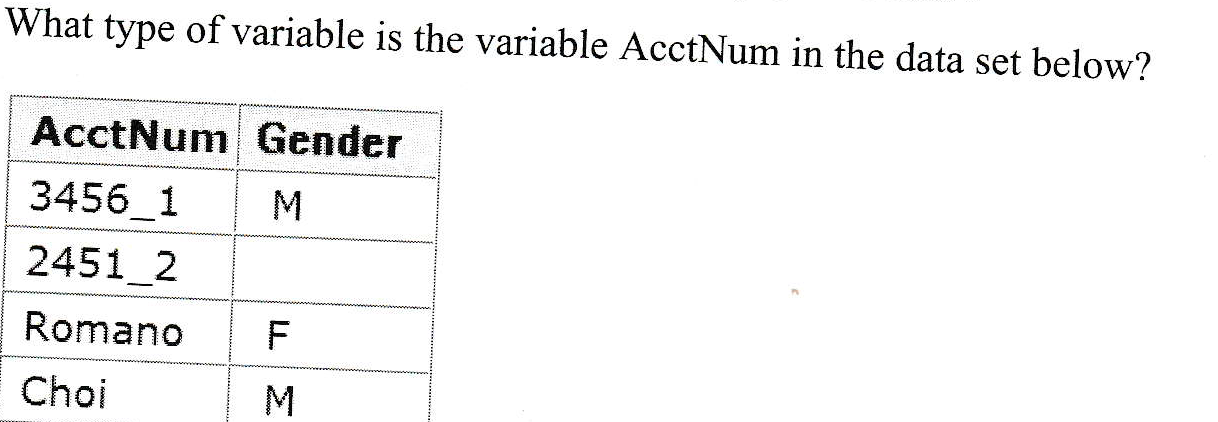 What type of variable is the variable AcctNum in the data set below?
AcctNum Gender
3456_1 M
2451_2
Romano F
Choi M